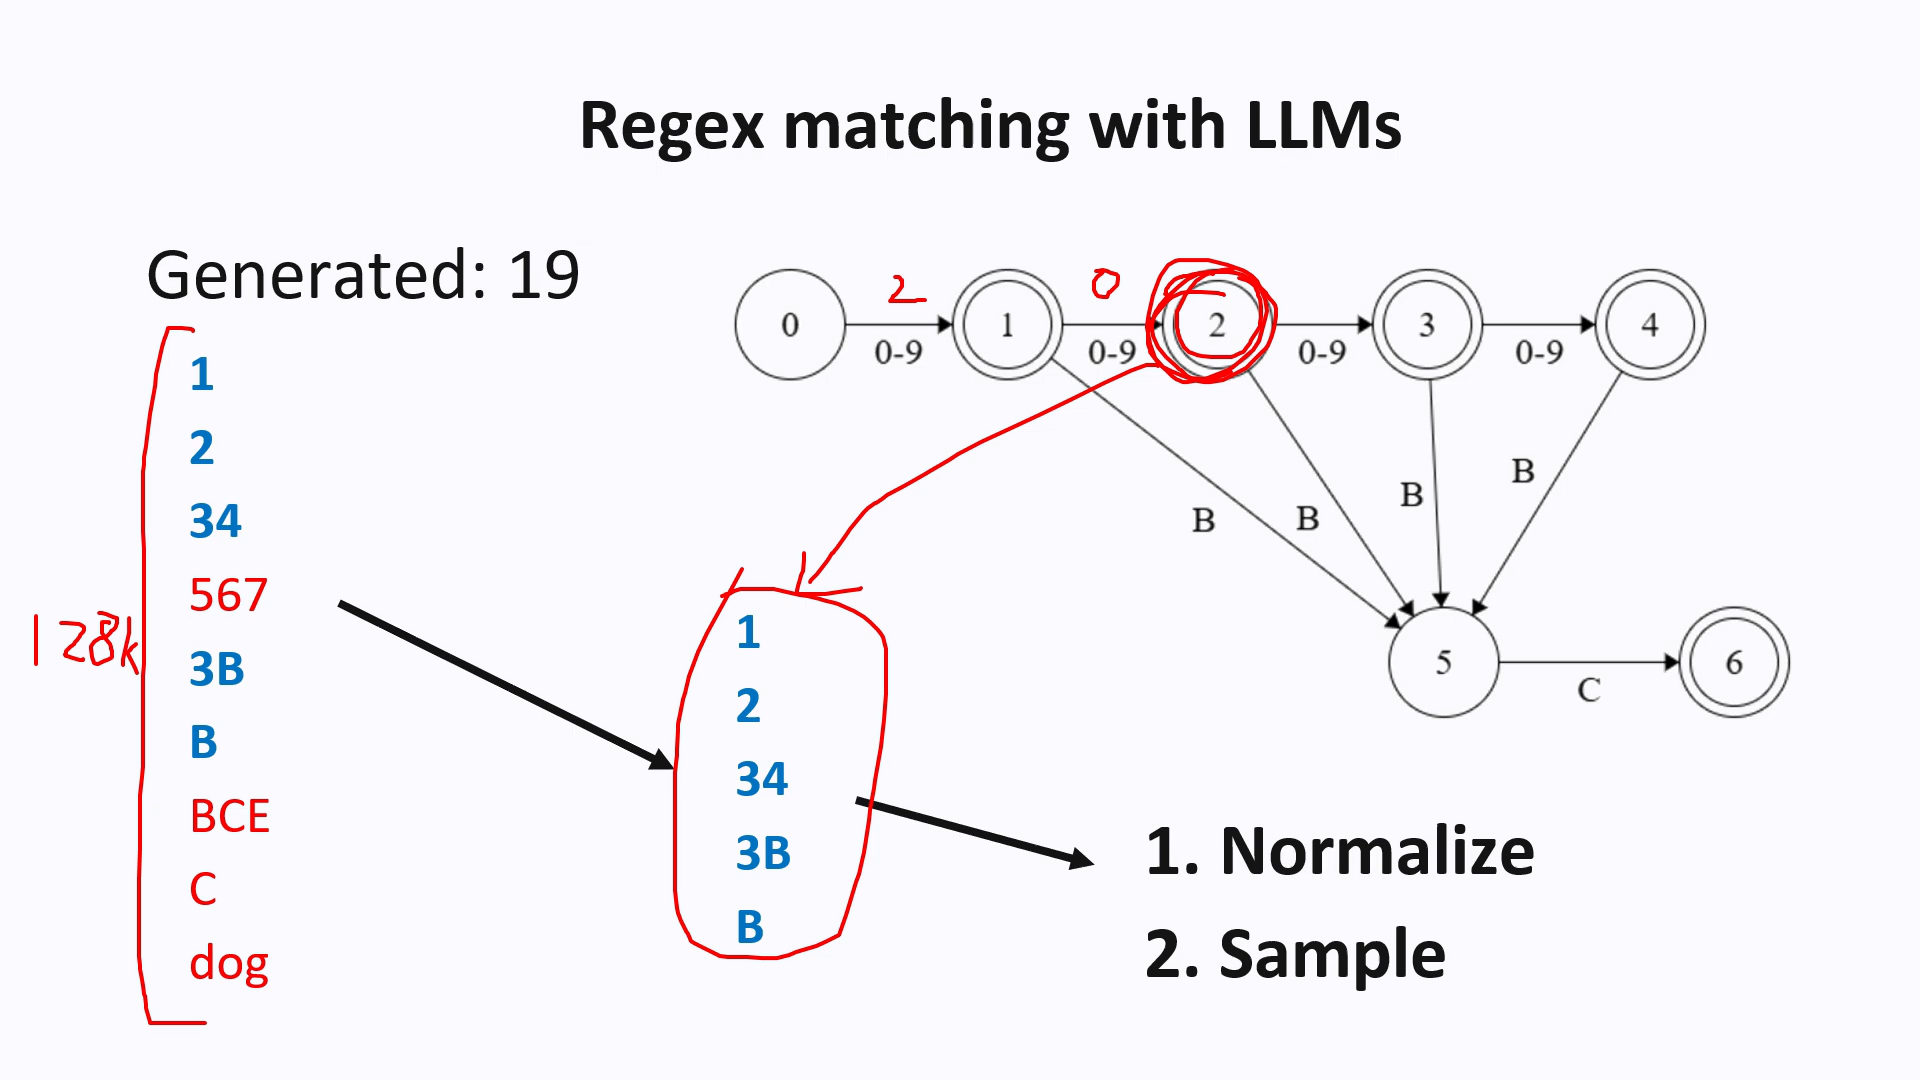 Regex matching with LLMs
Generated: 19
1
2
34
567
3B
B
BCE
C
dog
128k
1
2
34
3B
B
1. Normalize
2. Sample
2
0
0
1
2
3
4
0-9
0-9
0-9
0-9
B
B
B
B
5
6
C